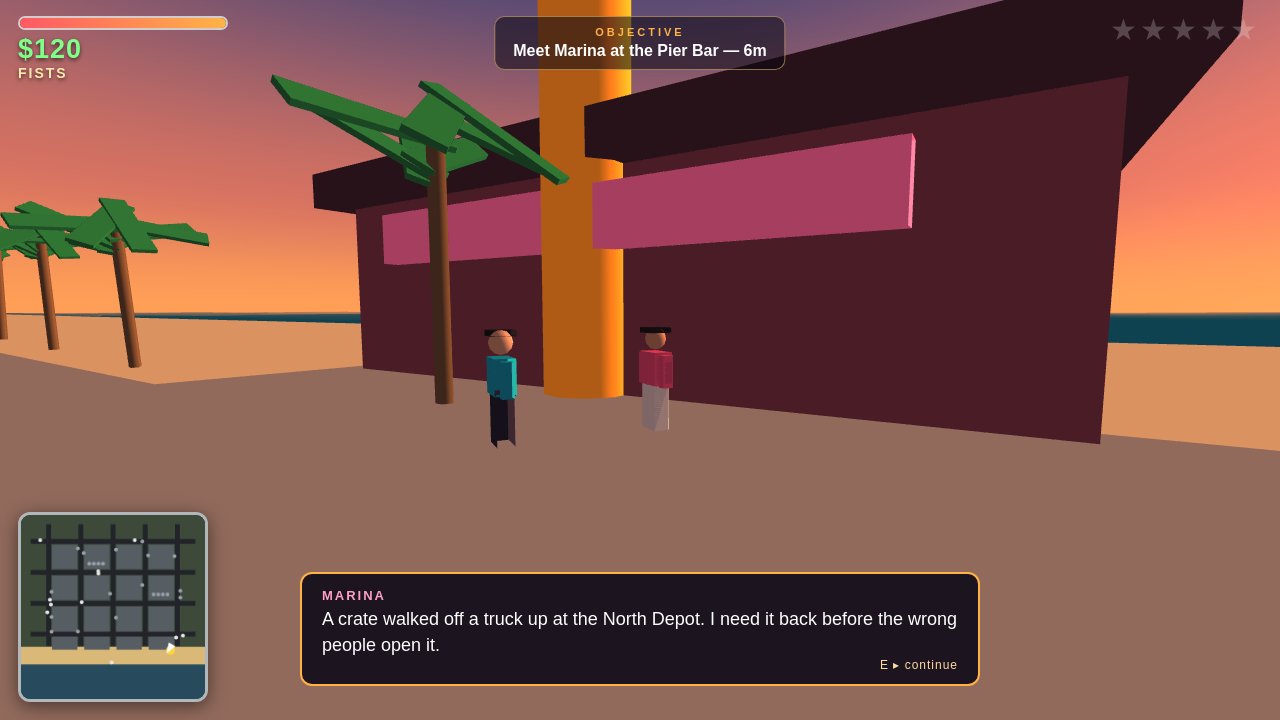 $120
FISTS
OBJECTIVE
Meet Marina at the Pier Bar — 6m
MARINA
A crate walked off a truck up at the North Depot. I need it back before the wrong
people open it.
E ▸ continue